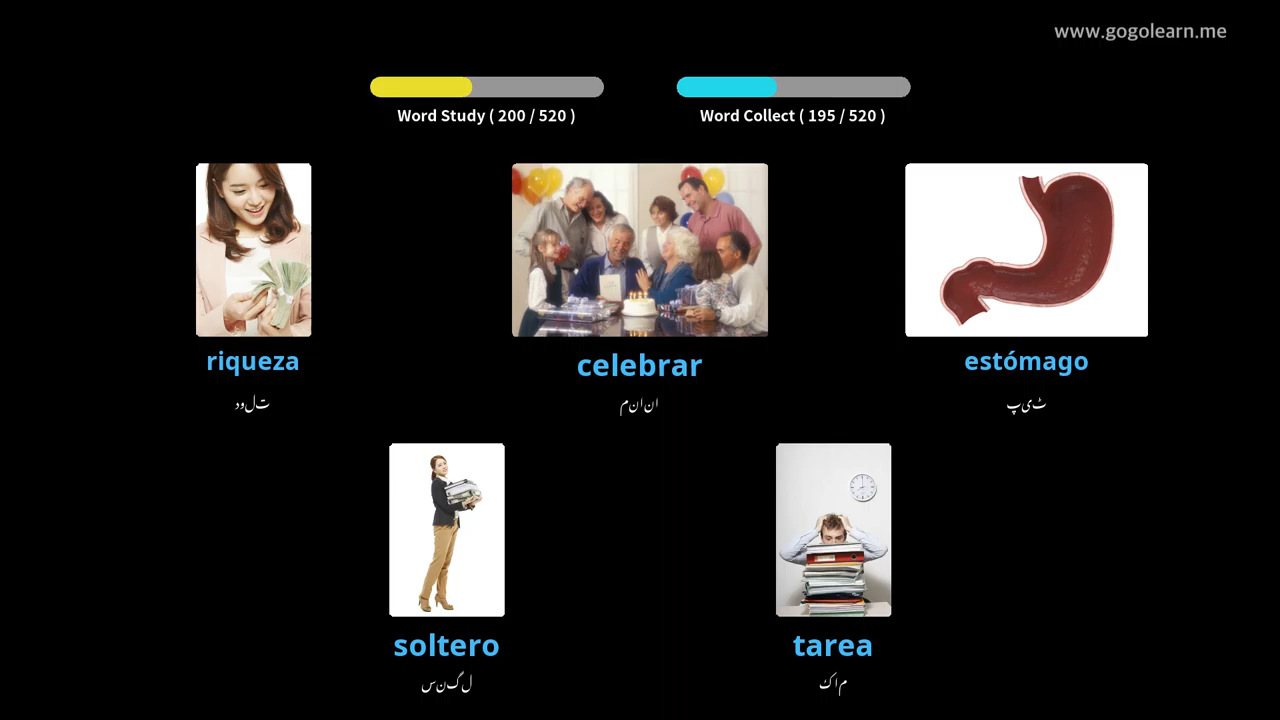 www.gogolearn.me
Word Study ( 200 / 520 )
Word Collect ( 195 / 520 )
riqueza
دولت
celebrar
منانا
estómago
پیٹ
soltero
سنگل
tarea
کام